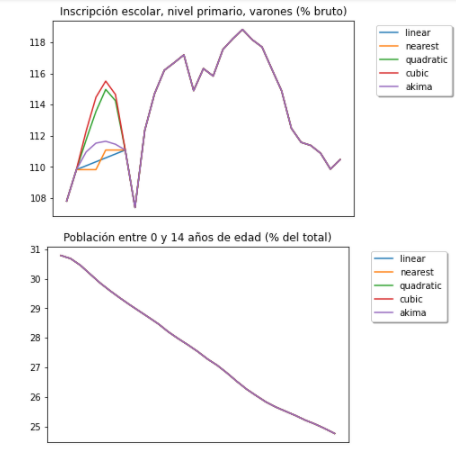 Inscripción escolar, nivel primario, varones (% bruto)
118
116
114
112
110
108
linear
nearest
quadratic
cubic
akima
Población entre 0 y 14 años de edad (% del total)
31
30
29
28
27
26
25
linear
nearest
quadratic
cubic
akima